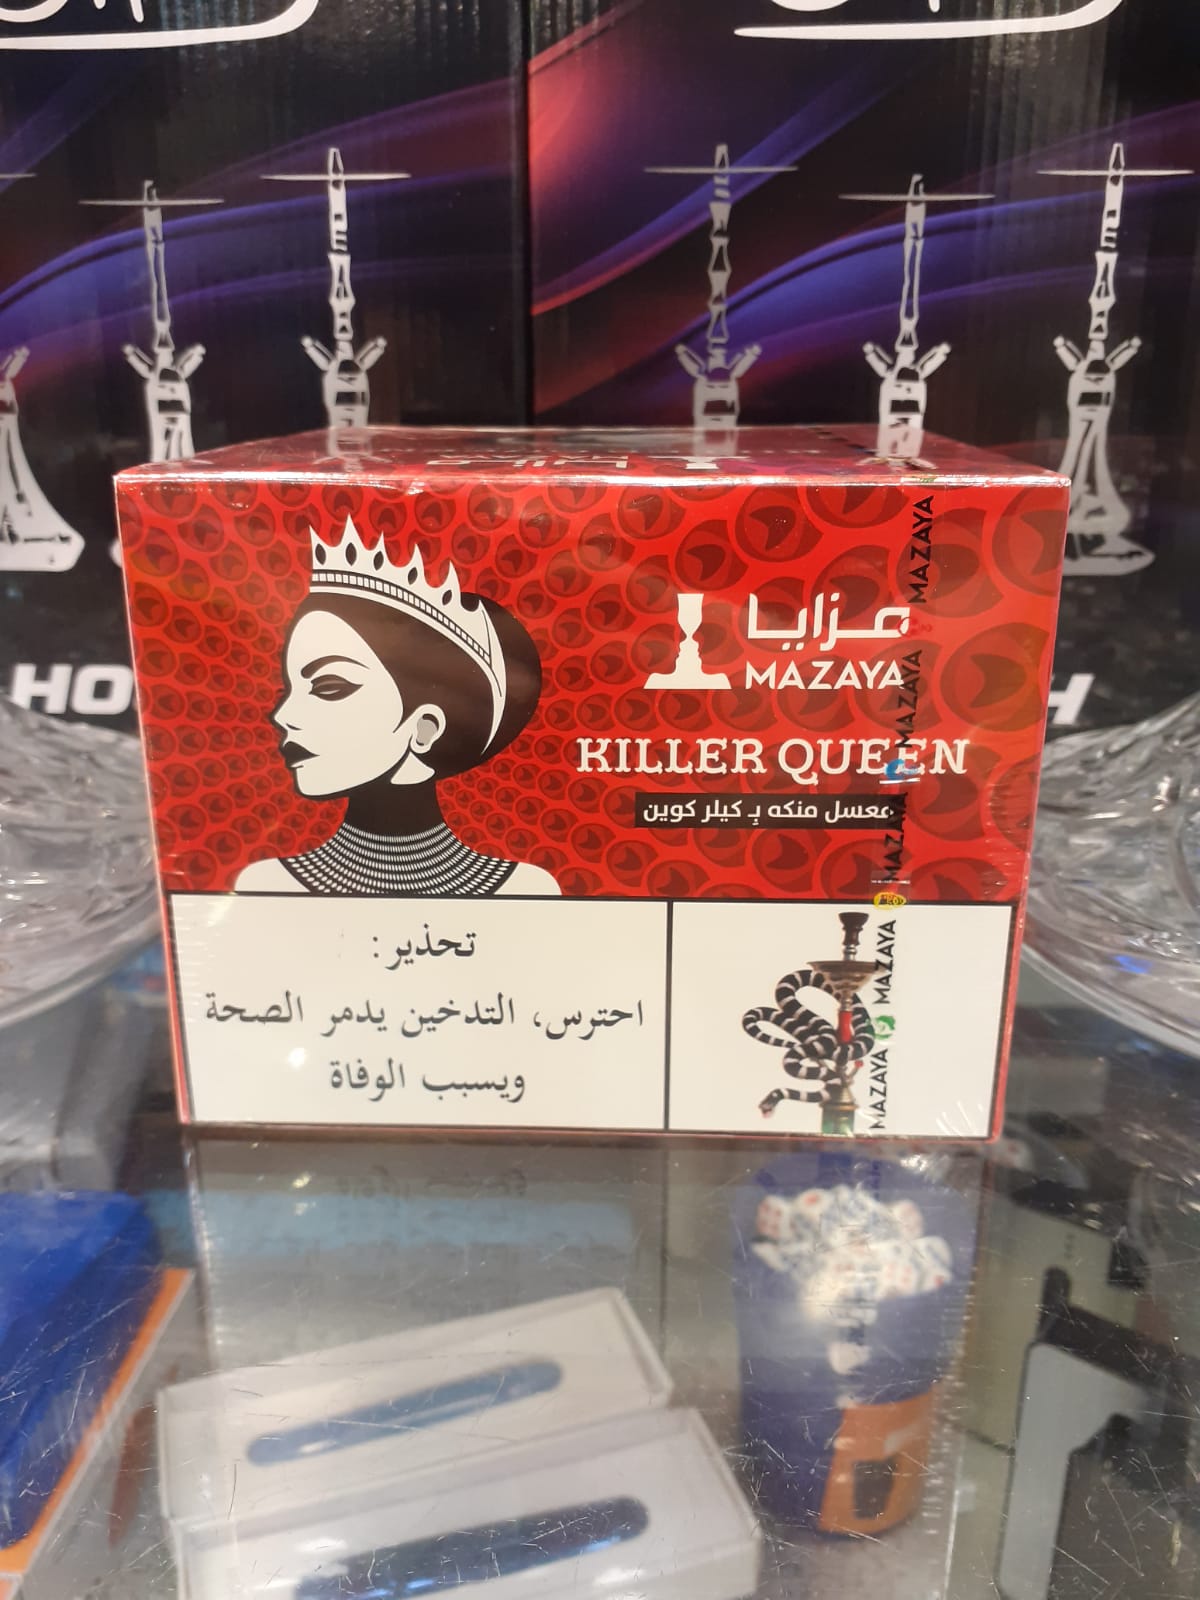 مزايا
MAZAYA
KILLER QUEEN
معسل منكه بـ كيلر كوين
تحذير:
احترس، التدخين يدمر الصحة
ويسبب الوفاة
MAZAYA
MAZAYA
MAZAYA
MAZAYA
MAZAYA